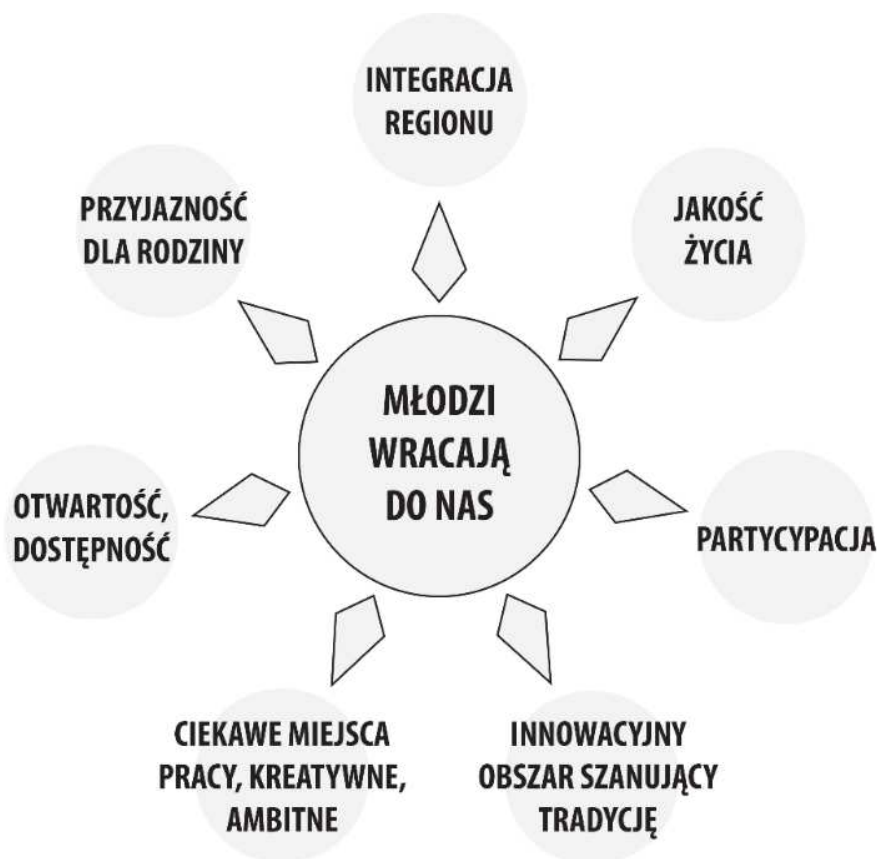 INTEGRACJA
REGIONU
PRZYJAZNOŚĆ
DLA RODZINY
JAKOŚĆ
ŻYCIA
MŁODZI
WRACAJĄ
DO NAS
OTWARTOŚĆ,
DOSTĘPNOŚĆ
PARTYCYPACJA
CIEKAWE MIEJSCA
PRACY, KREATYWNE,
AMBITNE
INNOWACYJNY
OBSZAR SZANUJĄCY
TRADYCJĘ